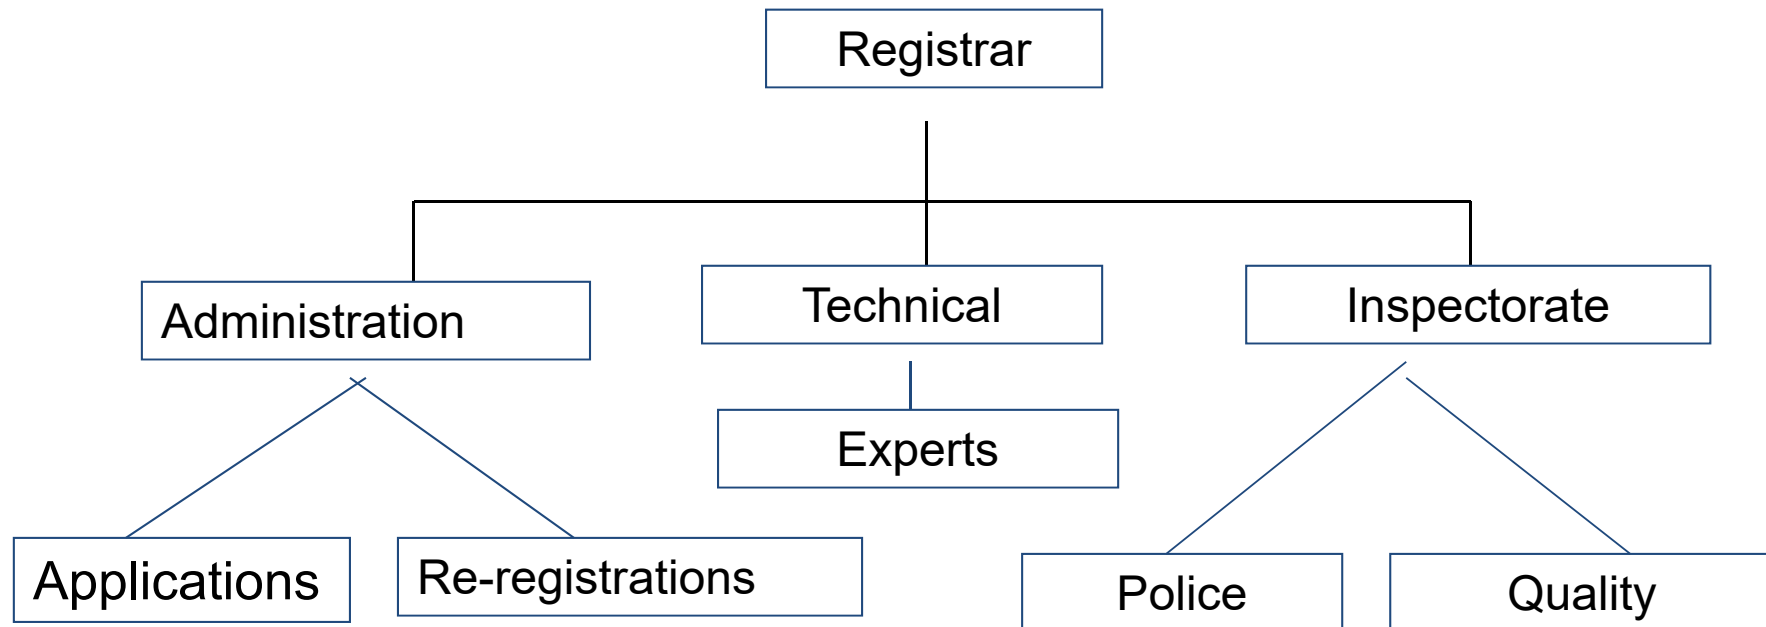 Registrar
Administration
Technical
Inspectorate
Experts
Applications
Re-registrations
Police
Quality